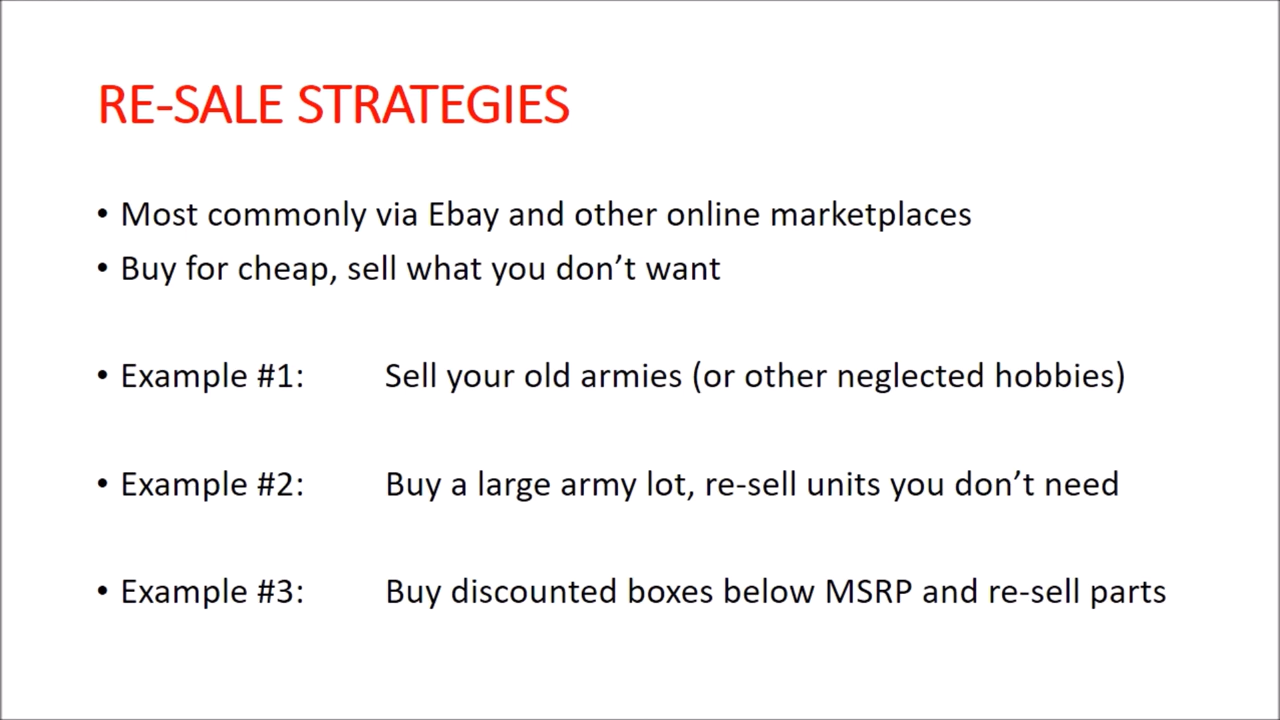 RE-SALE STRATEGIES
• Most commonly via Ebay and other online marketplaces
• Buy for cheap, sell what you don’t want
• Example #1: Sell your old armies (or other neglected hobbies)
• Example #2: Buy a large army lot, re-sell units you don’t need
• Example #3: Buy discounted boxes below MSRP and re-sell parts